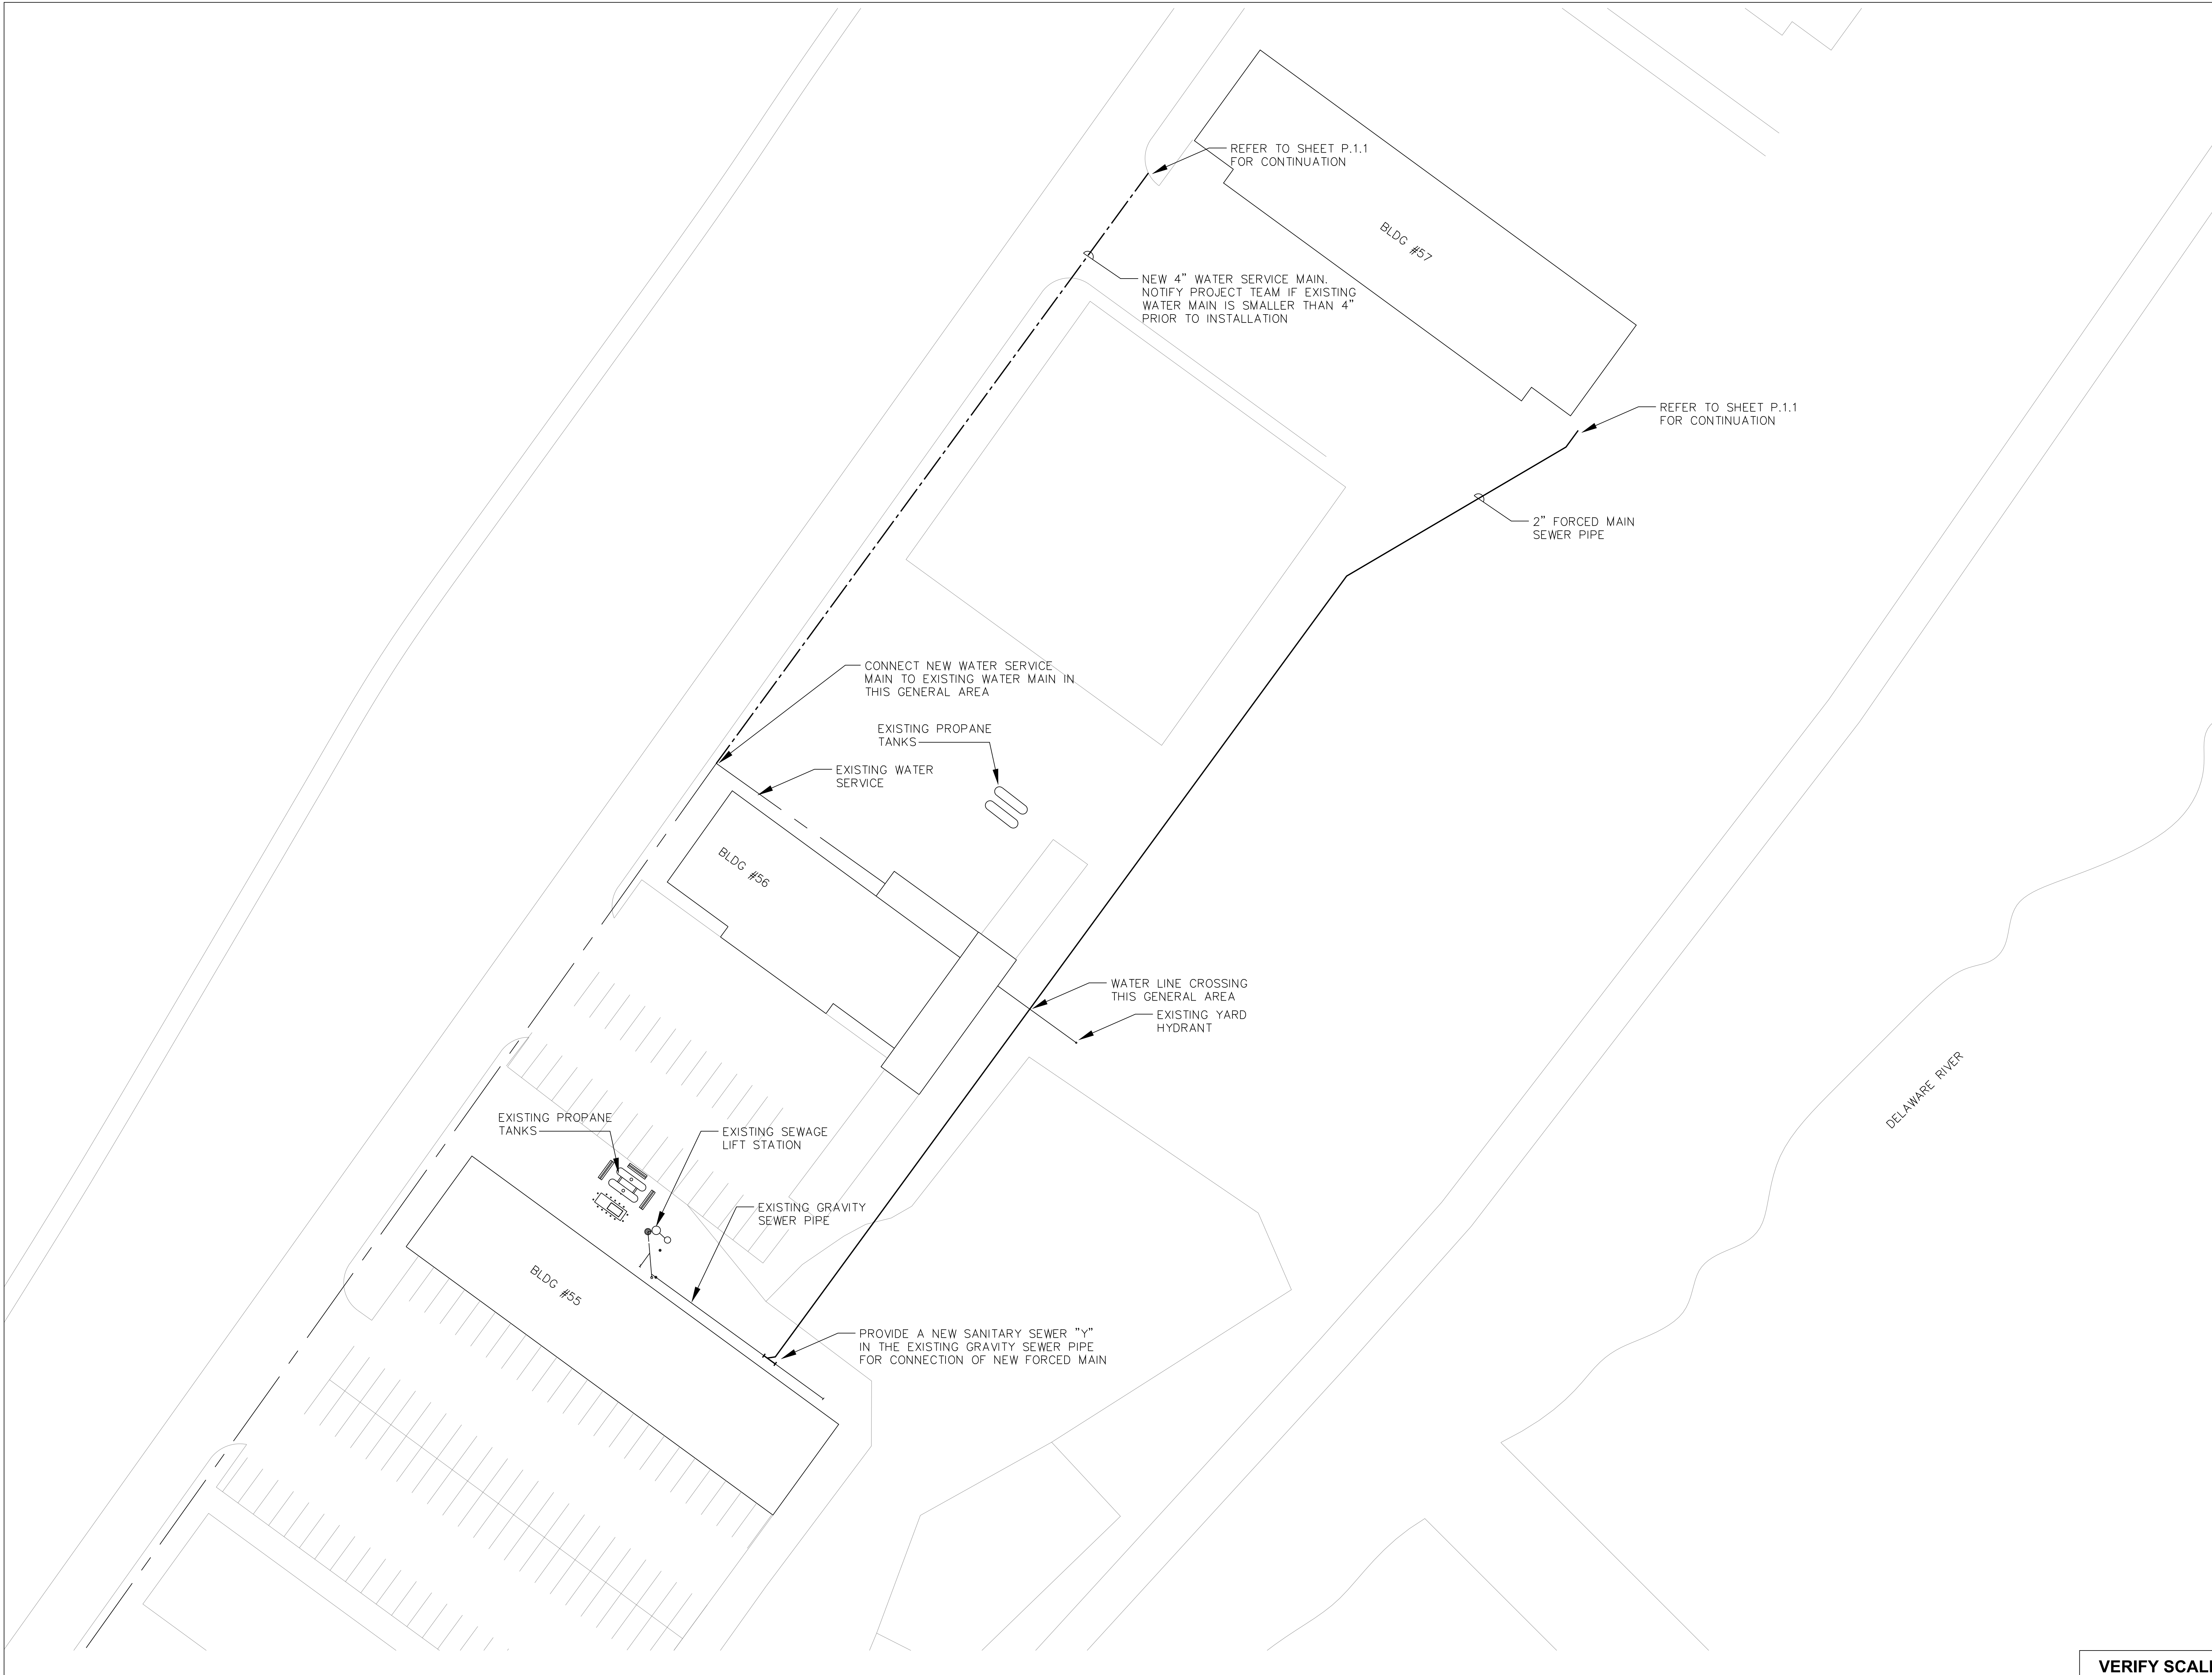 REFER TO SHEET P.1.1
FOR CONTINUATION
BLDG #57
NEW 4" WATER SERVICE MAIN.
NOTIFY PROJECT TEAM IF EXISTING
WATER MAIN IS SMALLER THAN 4"
PRIOR TO INSTALLATION
REFER TO SHEET P.1.1
FOR CONTINUATION
2" FORCED MAIN
SEWER PIPE
CONNECT NEW WATER SERVICE
MAIN TO EXISTING WATER MAIN IN
THIS GENERAL AREA
EXISTING PROPANE
TANKS
EXISTING WATER
SERVICE
BLDG #56
WATER LINE CROSSING
THIS GENERAL AREA
EXISTING YARD
HYDRANT
DELAWARE RIVER
EXISTING PROPANE
TANKS
EXISTING SEWAGE
LIFT STATION
EXISTING GRAVITY
SEWER PIPE
BLDG #55
PROVIDE A NEW SANITARY SEWER "Y"
IN THE EXISTING GRAVITY SEWER PIPE
FOR CONNECTION OF NEW FORCED MAIN
VERIFY SCAL